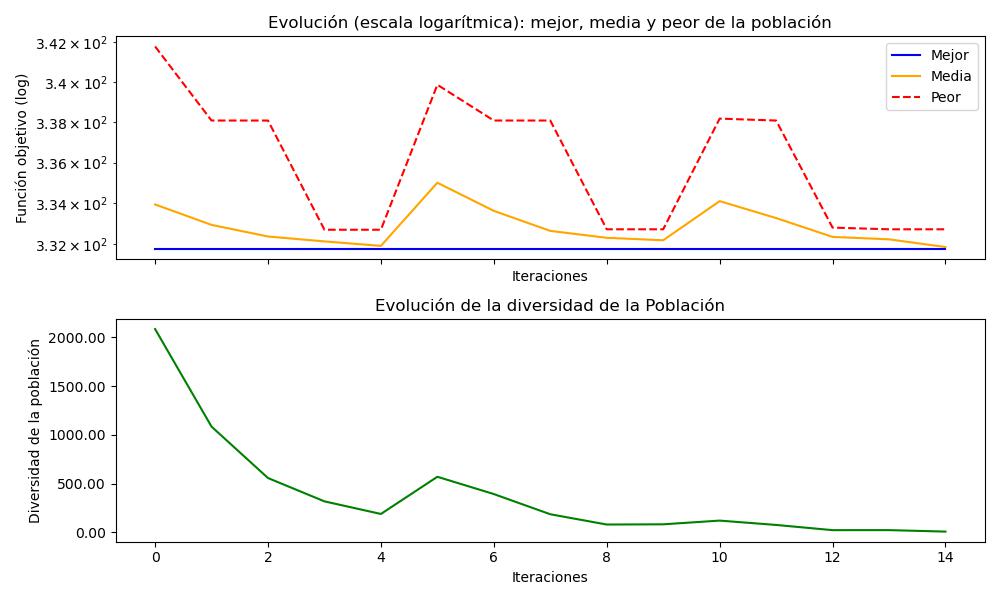 Evolución (escala logarítmica): mejor, media y peor de la población
Función objetivo (log)
3.42 × 10²
3.4 × 10²
3.38 × 10²
3.36 × 10²
3.34 × 10²
3.32 × 10²
Mejor
Media
Peor
Iteraciones
Evolución de la diversidad de la Población
Diversidad de la población
2000.00
1500.00
1000.00
500.00
0.00
0 2 4 6 8 10 12 14
Iteraciones